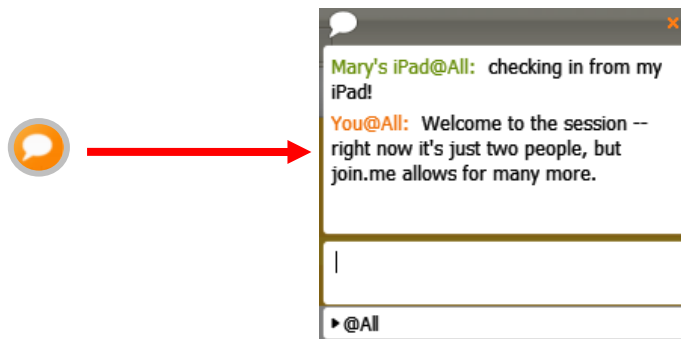 Mary's iPad@All: checking in from my
iPad!
You@All: Welcome to the session --
right now it's just two people, but
join.me allows for many more.
@All